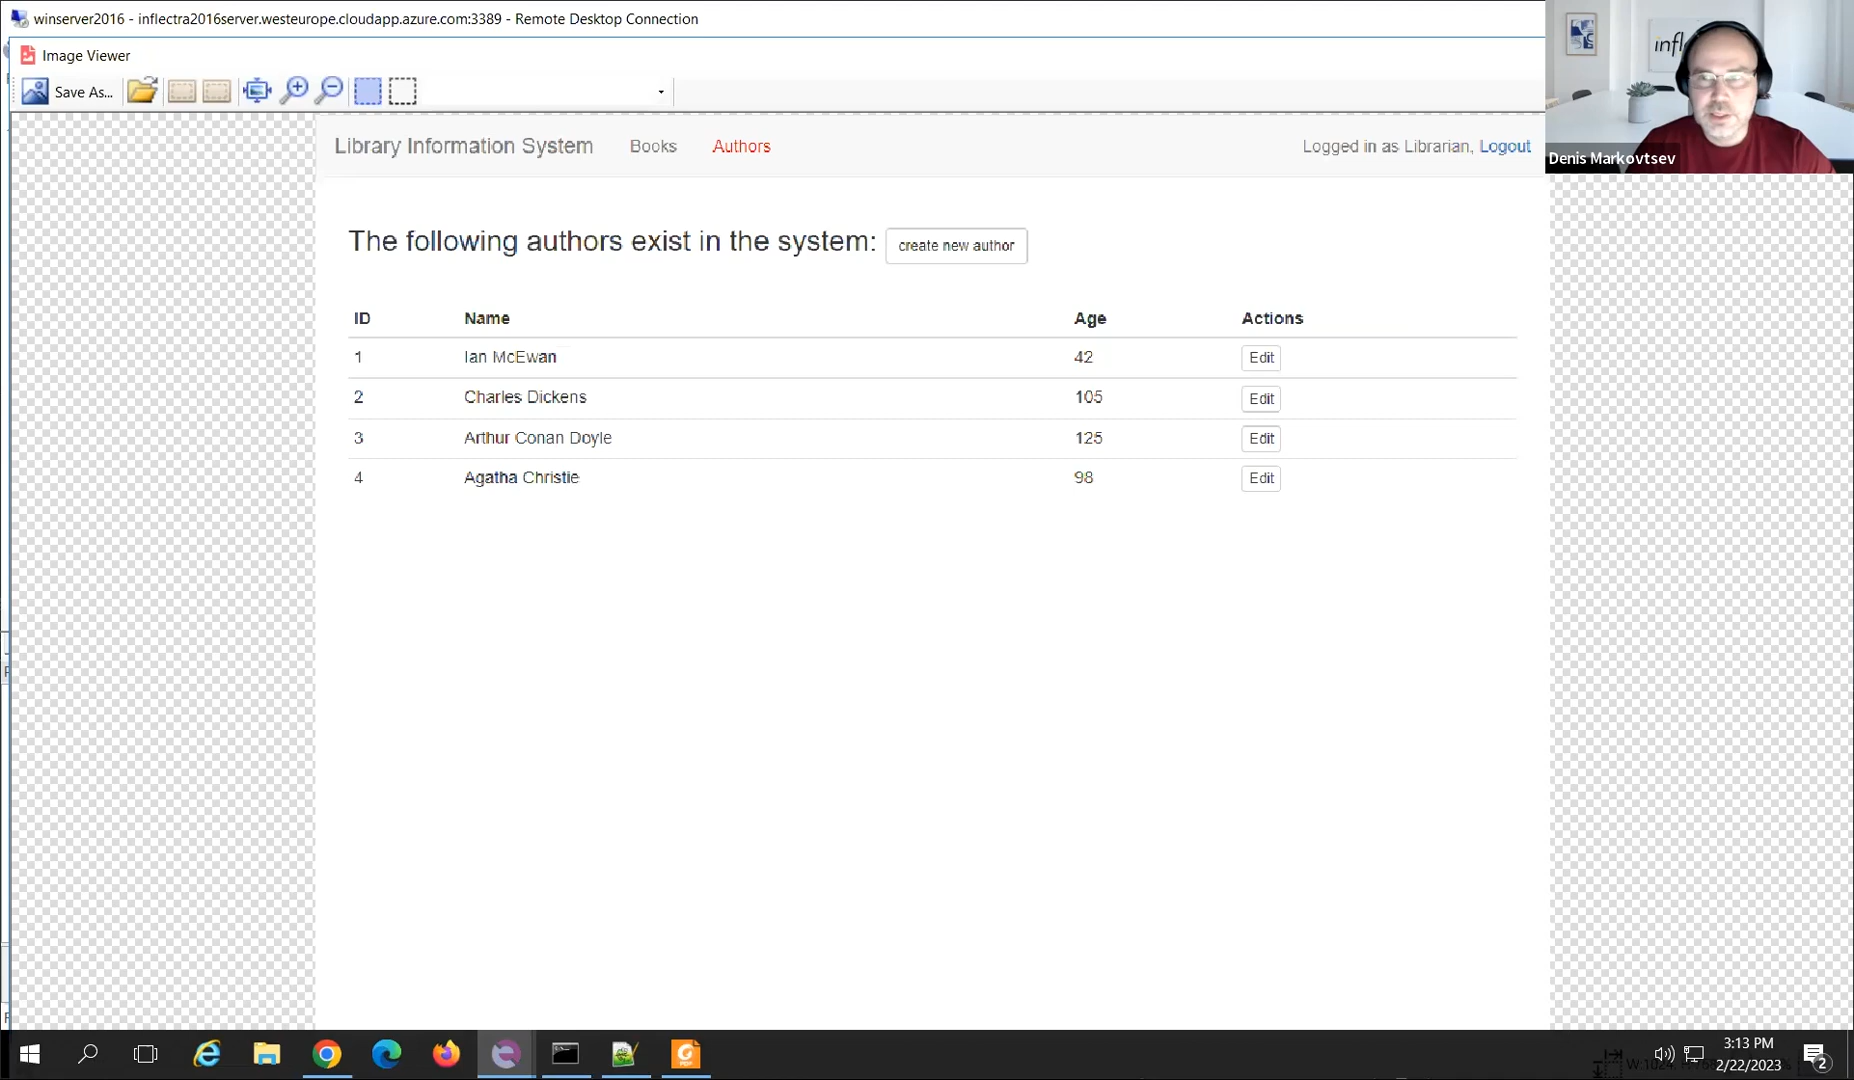 winserver2016 - inflectra2016server.westeurope.cloudapp.azure.com:3389 - Remote Desktop Connection
Image Viewer
Save As...
infl
Denis Markovtsev
Library Information System Books Authors Logged in as Librarian, Logout
The following authors exist in the system: create new author
ID Name Age Actions
1 Ian McEwan 42 Edit
2 Charles Dickens 105 Edit
3 Arthur Conan Doyle 125 Edit
4 Agatha Christie 98 Edit
PDF
3:13 PM
2/22/2023
2